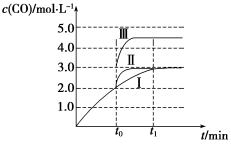 c(CO)/mol·L⁻¹
5.0
4.0
3.0
2.0
1.0
Ⅲ
Ⅱ
Ⅰ
t₀
t₁
t/min